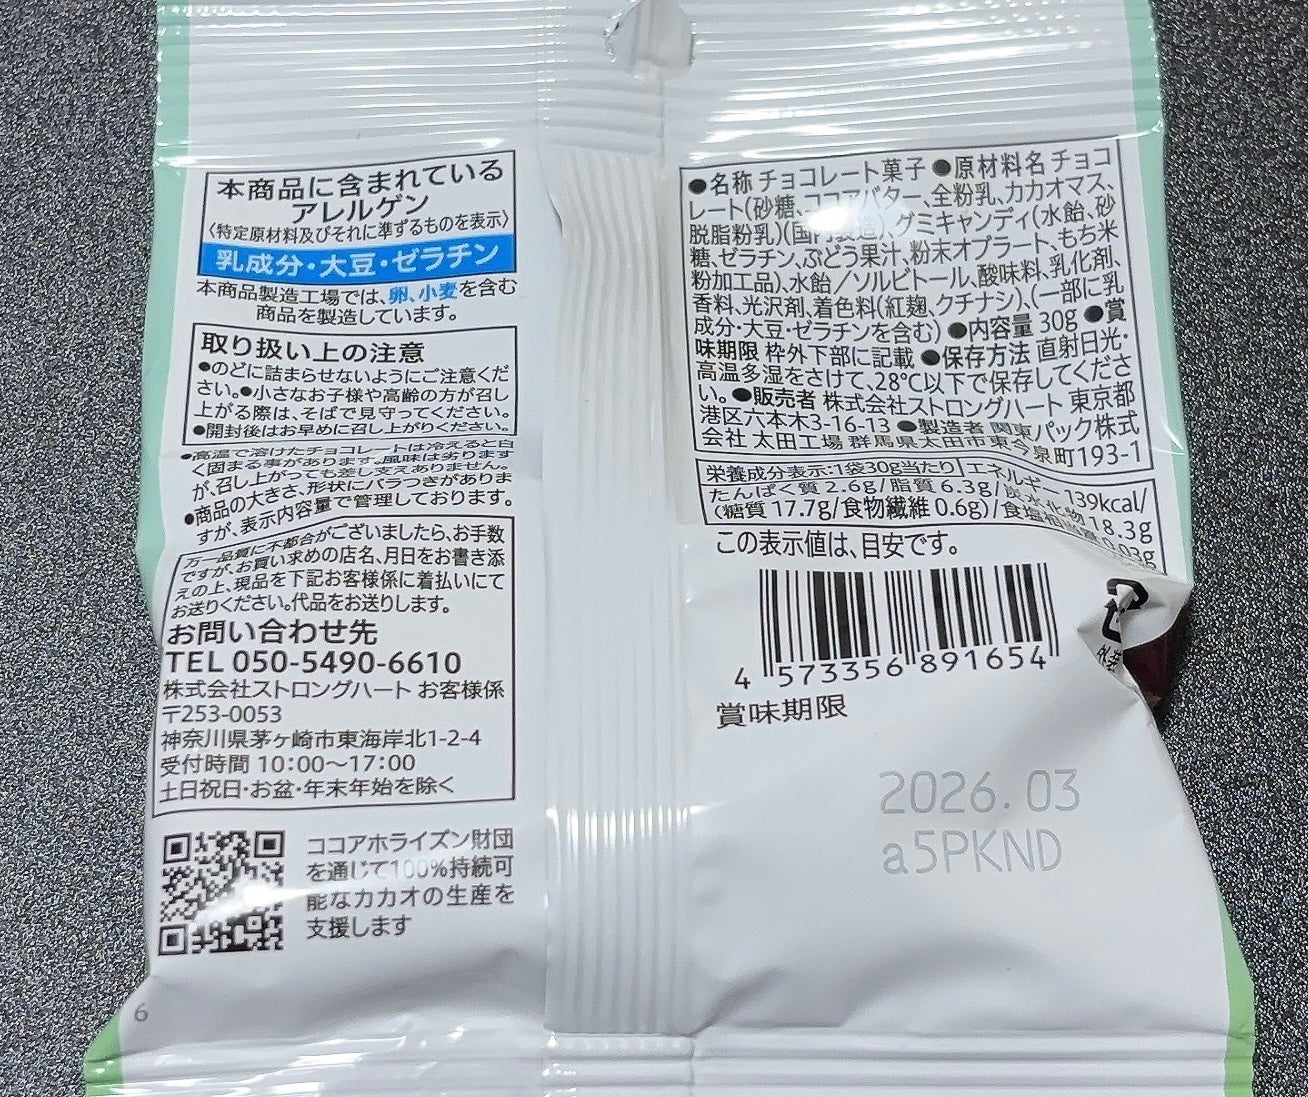 本商品に含まれている
アレルゲン
〈特定原材料及びそれに準ずるものを表示〉
乳成分・大豆・ゼラチン
本商品製造工場では、卵、小麦を含む
商品を製造しています。
取り扱い上の注意
●のどに詰まらせないようにご注意くだ
さい。●小さなお子様や高齢の方が召し
上がる際は、そばで見守ってください。
●開封後はお早めに召し上がりください。
●高温で溶けたチョコレートは冷えると白
く固まる事があります。風味は劣ります
が、召し上がっても差し支えありません。
●商品の大きさ、形状にバラつきがありま
すが、表示内容量で管理しております。
万一品質に不都合がございましたら、お手数
ですが、お買い求めの店名、月日をお書き添
えの上、現品を下記お客様係に着払いにて
お送りください。代品をお送りします。
お問い合わせ先
TEL 050-5490-6610
株式会社ストロングハート お客様係
〒253-0053
神奈川県茅ヶ崎市東海岸北1-2-4
受付時間 10:00～17:00
土日祝日・お盆・年末年始を除く
ココアホライズン財団
を通じて100%持続可
能なカカオの生産を
支援します
6
●名称 チョコレート菓子 ●原材料名 チョコ
レート(砂糖、ココアバター、全粉乳、カカオマス、
脱脂粉乳)(国内製造)、グミキャンディ(水飴、砂
糖、ゼラチン、ぶどう果汁、粉末オブラート、もち米
粉加工品)、水飴／ソルビトール、酸味料、乳化剤、
香料、光沢剤、着色料(紅麹、クチナシ)、(一部に乳
成分・大豆・ゼラチンを含む) ●内容量 30g ●賞
味期限 枠外下部に記載 ●保存方法 直射日光・
高温多湿をさけて、28℃以下で保存してくださ
い。●販売者 株式会社ストロングハート 東京都
港区六本木3-16-13 ●製造者 関東パック株式
会社 太田工場 群馬県太田市東今泉町193-1
栄養成分表示:1袋30g当たり エネルギー 139kcal/
たんぱく質 2.6g/脂質 6.3g/炭水化物 18.3g
(糖質 17.7g/食物繊維 0.6g)/食塩相当量
この表示値は、目安です。
4 573356 891654
賞味期限
2026.03
a5PKND